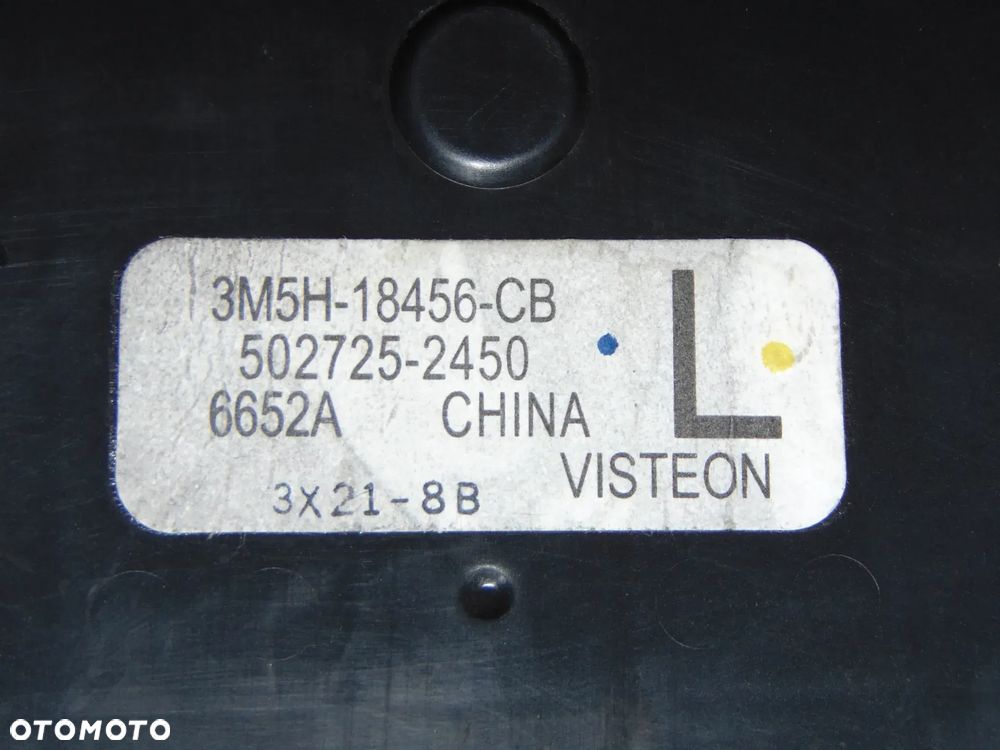 3M5H-18456-CB
502725-2450
L
6652A CHINA
VISTEON
3X21-8B
OTOMOTO